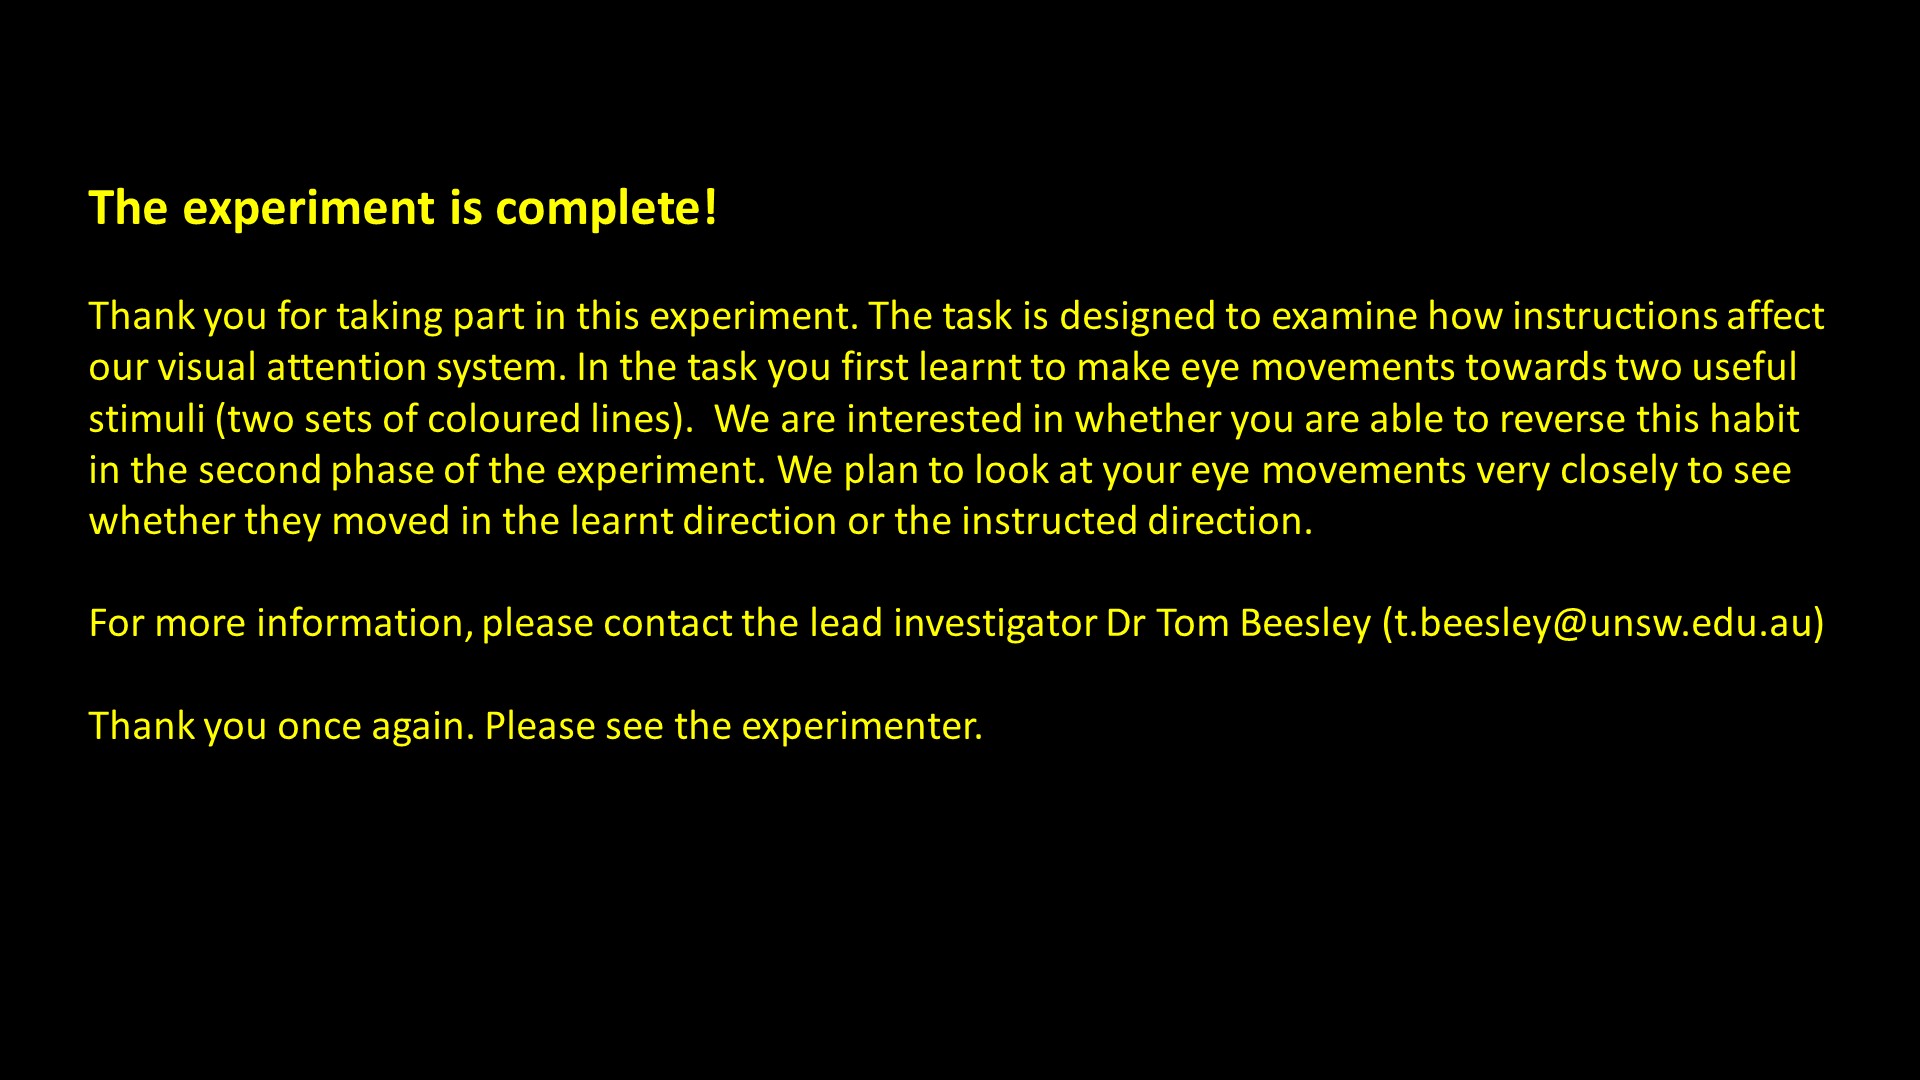 The experiment is complete!
Thank you for taking part in this experiment. The task is designed to examine how instructions affect
our visual attention system. In the task you first learnt to make eye movements towards two useful
stimuli (two sets of coloured lines).  We are interested in whether you are able to reverse this habit
in the second phase of the experiment. We plan to look at your eye movements very closely to see
whether they moved in the learnt direction or the instructed direction.
For more information, please contact the lead investigator Dr Tom Beesley (t.beesley@unsw.edu.au)
Thank you once again. Please see the experimenter.